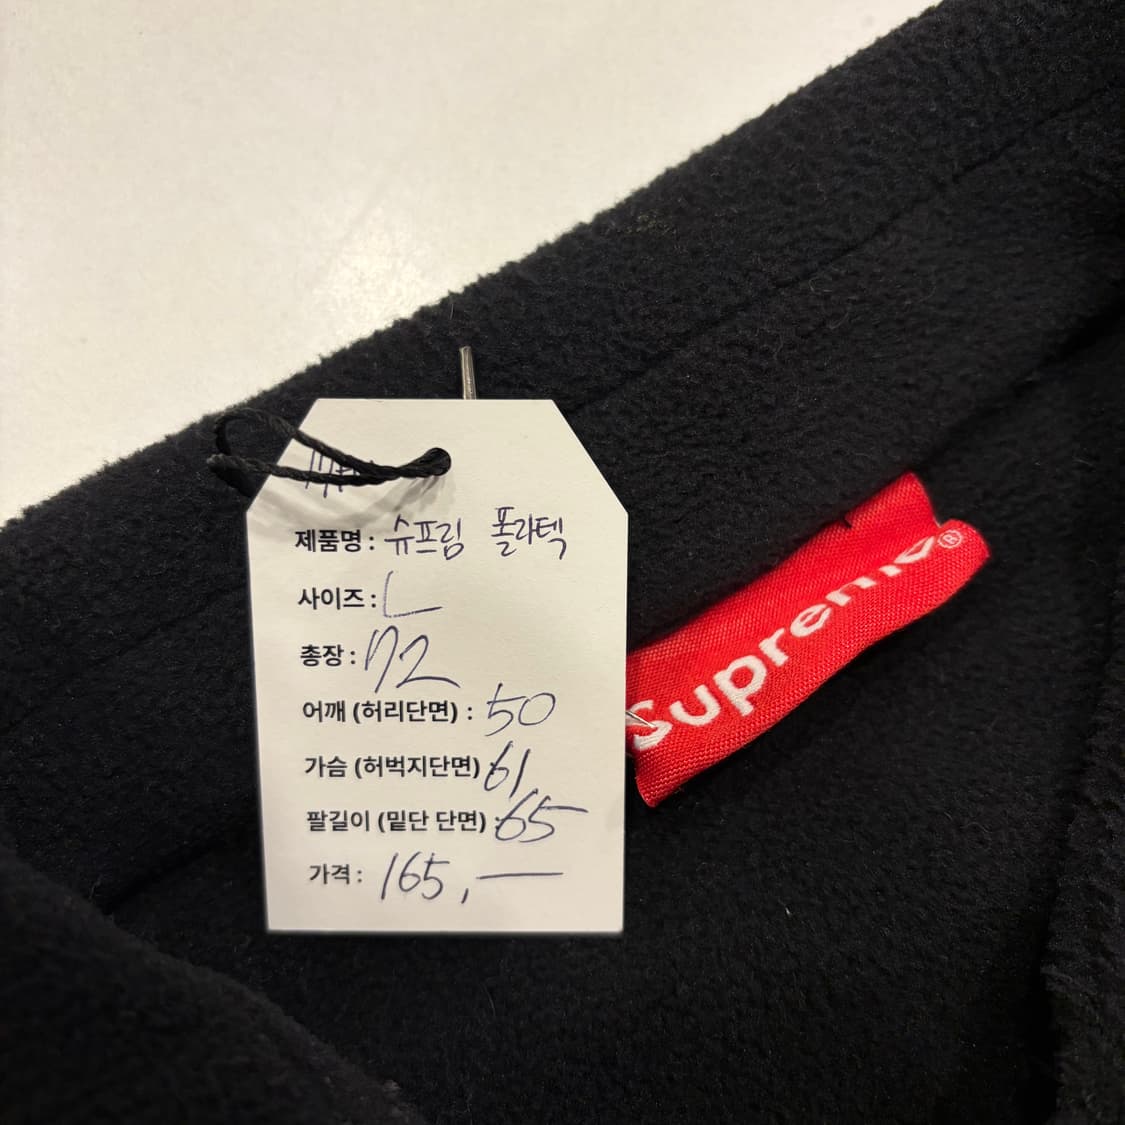 제품명 : 슈프림 폴라텍
사이즈 : L
총장 : 72
어깨 (허리단면) : 50
가슴 (허벅지단면) 61
팔길이 (밑단 단면) : 65
가격 : 165,—
Supreme®